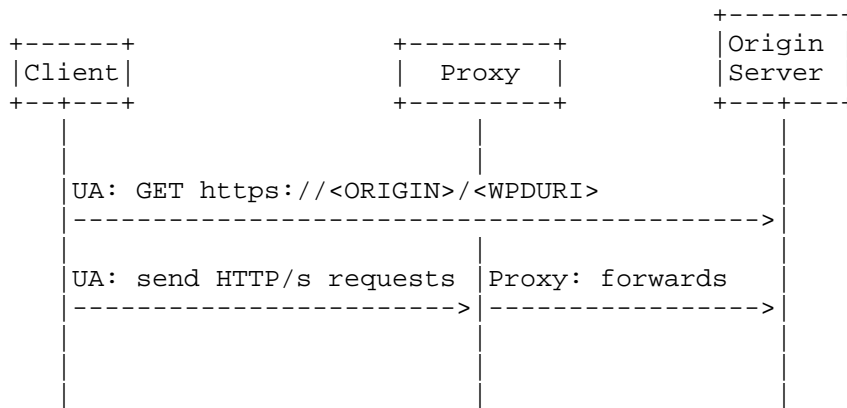 Origin
Client
Proxy
Server
UA: GET https://<ORIGIN>/<WPDURI>
UA: send HTTP/s requests
Proxy: forwards